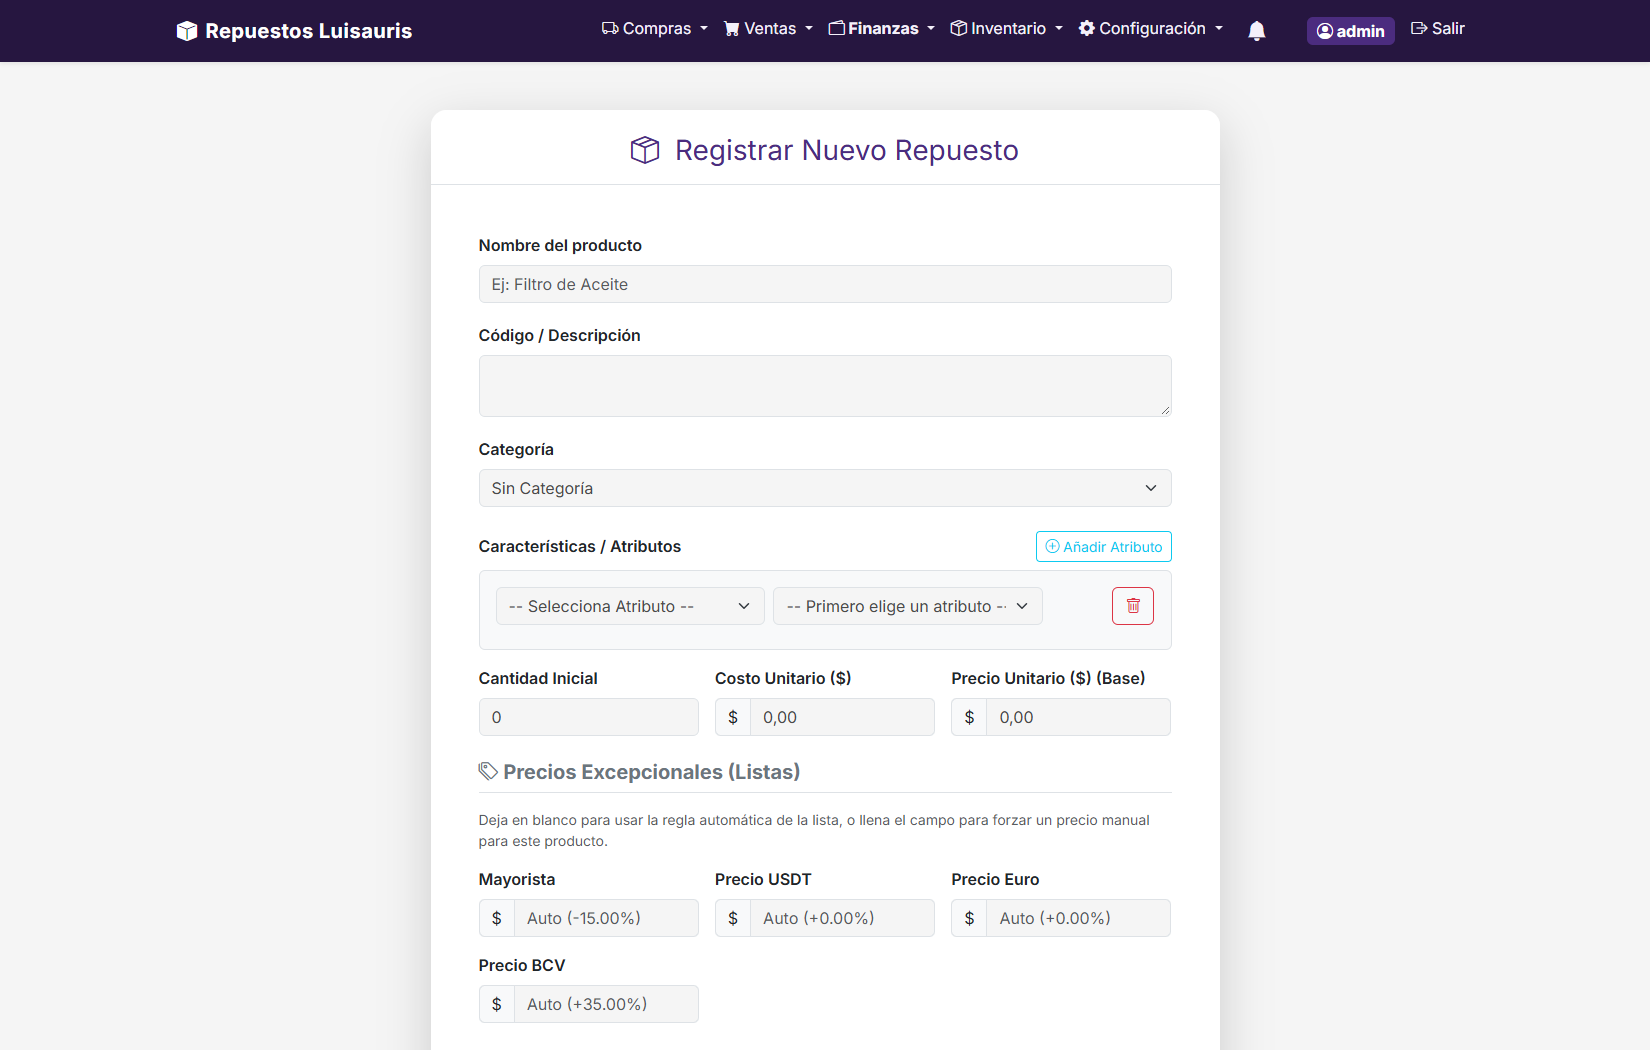 Repuestos Luisauris
Compras
Ventas
Finanzas
Inventario
Configuración
admin
Salir
Registrar Nuevo Repuesto
Nombre del producto
Ej: Filtro de Aceite
Código / Descripción
Categoría
Sin Categoría
Características / Atributos
Añadir Atributo
-- Selecciona Atributo --
-- Primero elige un atributo --
Cantidad Inicial
Costo Unitario ($)
Precio Unitario ($) (Base)
0
$ 0,00
$ 0,00
Precios Excepcionales (Listas)
Deja en blanco para usar la regla automática de la lista, o llena el campo para forzar un precio manual
para este producto.
Mayorista
Precio USDT
Precio Euro
$ Auto (-15.00%)
$ Auto (+0.00%)
$ Auto (+0.00%)
Precio BCV
$ Auto (+35.00%)